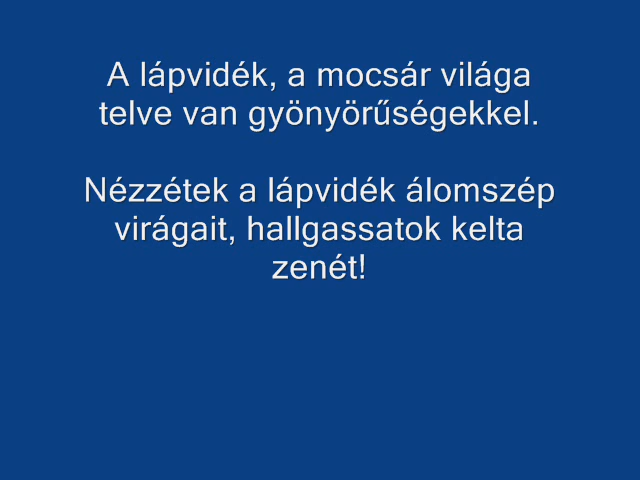 A lápvidék, a mocsár világa
telve van gyönyörűségekkel.
Nézzétek a lápvidék álomszép
virágait, hallgassatok kelta
zenét!